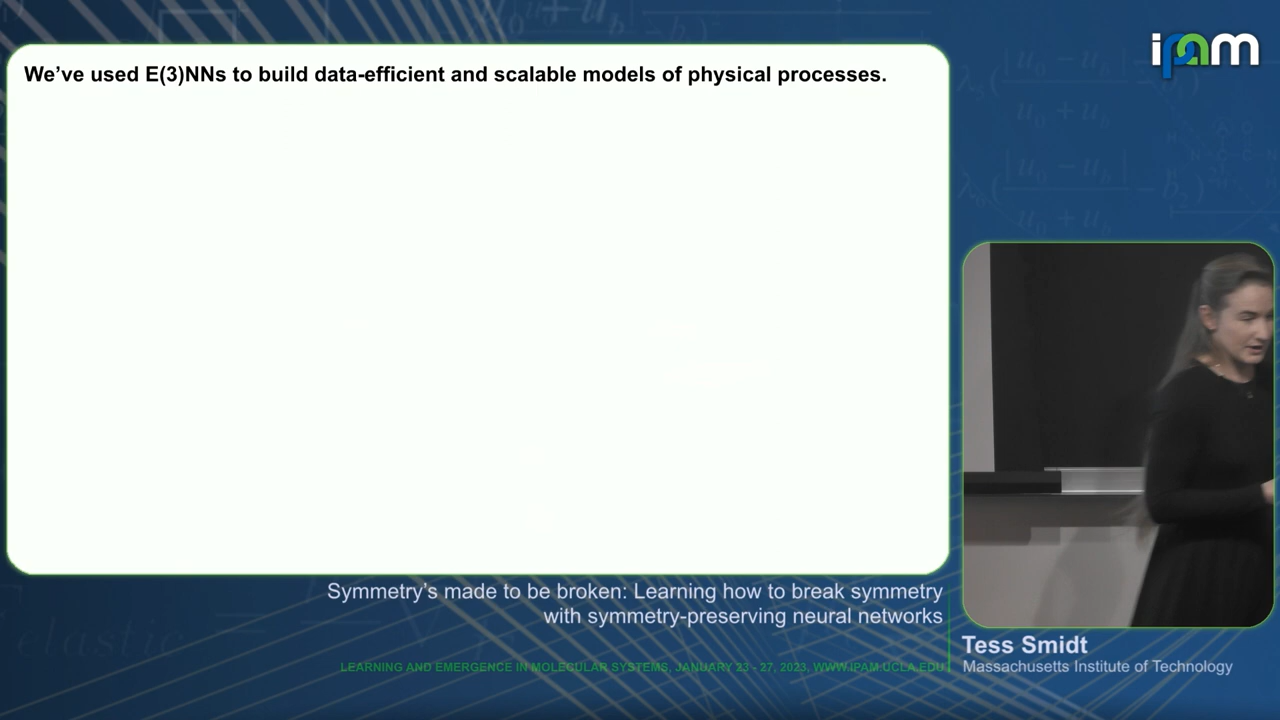 We've used E(3)NNs to build data-efficient and scalable models of physical processes.
ipam
Symmetry's made to be broken: Learning how to break symmetry
with symmetry-preserving neural networks
Tess Smidt
Massachusetts Institute of Technology
LEARNING AND EMERGENCE IN MOLECULAR SYSTEMS, JANUARY 23 - 27, 2023, WWW.IPAM.UCLA.EDU
elastic